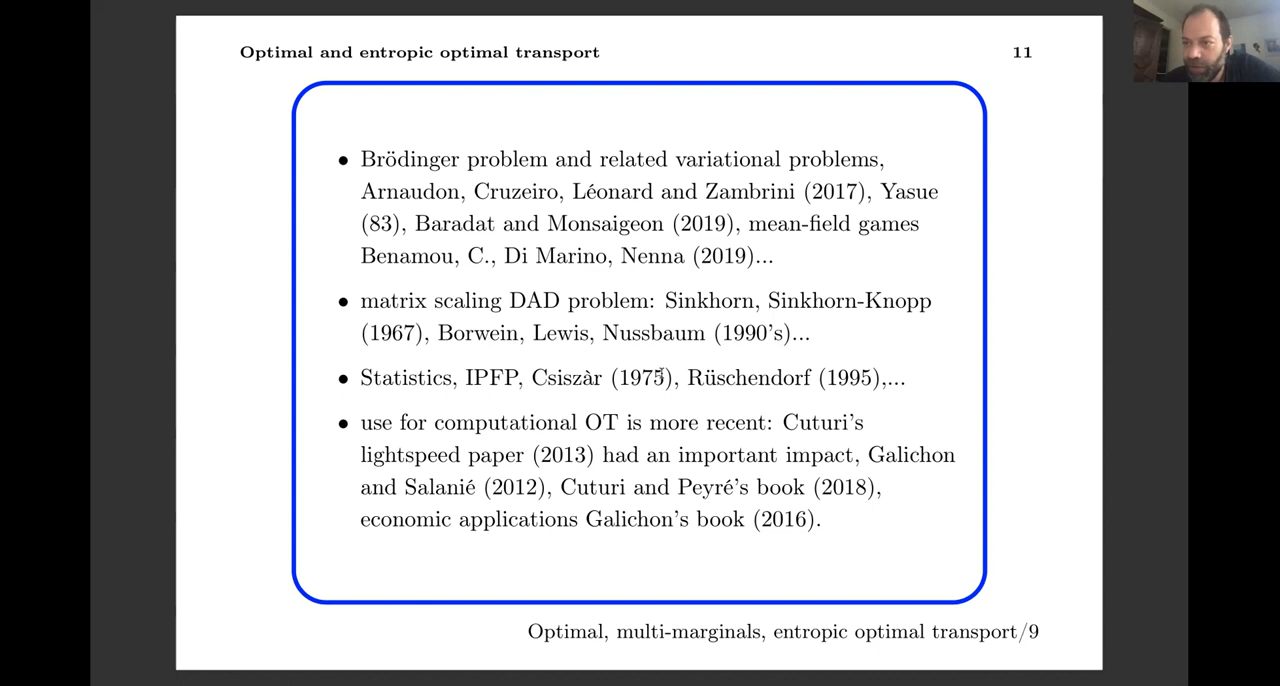 Optimal and entropic optimal transport 11
• Brödinger problem and related variational problems,
Arnaudon, Cruzeiro, Léonard and Zambrini (2017), Yasue
(83), Baradat and Monsaigeon (2019), mean-field games
Benamou, C., Di Marino, Nenna (2019)...
• matrix scaling DAD problem: Sinkhorn, Sinkhorn-Knopp
(1967), Borwein, Lewis, Nussbaum (1990's)...
• Statistics, IPFP, Csiszàr (1975), Rüschendorf (1995),...
• use for computational OT is more recent: Cuturi's
lightspeed paper (2013) had an important impact, Galichon
and Salanié (2012), Cuturi and Peyré's book (2018),
economic applications Galichon's book (2016).
Optimal, multi-marginals, entropic optimal transport/9